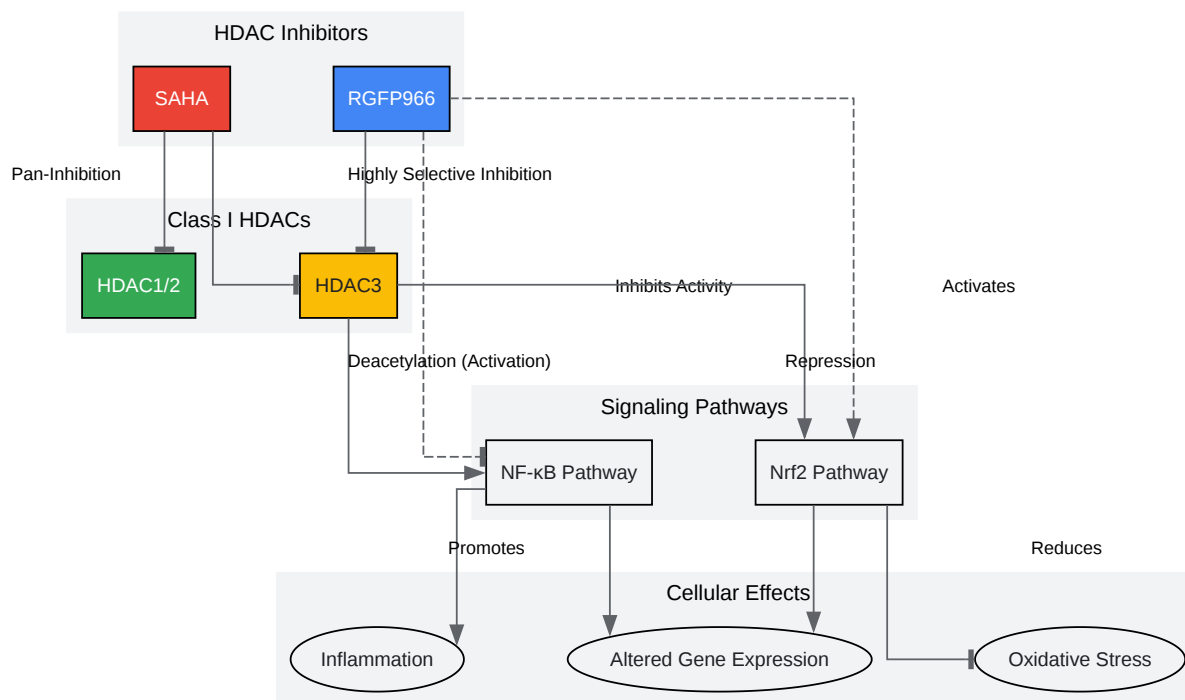 HDAC Inhibitors
SAHA
RGFP966
Pan-Inhibition
Highly Selective Inhibition
Class I HDACs
HDAC1/2
HDAC3
Inhibits Activity
Activates
Deacetylation (Activation)
Repression
Signaling Pathways
NF-κB Pathway
Nrf2 Pathway
Promotes
Reduces
Cellular Effects
Inflammation
Altered Gene Expression
Oxidative Stress